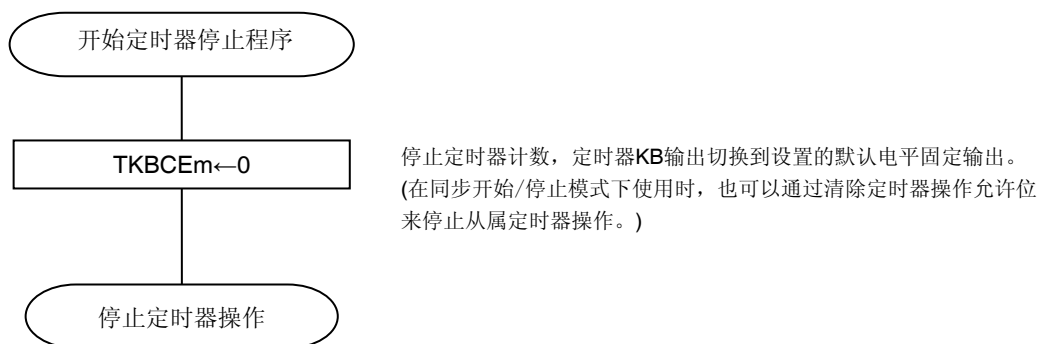 开始定时器停止程序
TKBCEm←0
停止定时器计数，定时器KB输出切换到设置的默认电平固定输出。
(在同步开始/停止模式下使用时，也可以通过清除定时器操作允许位
来停止从属定时器操作。)
停止定时器操作